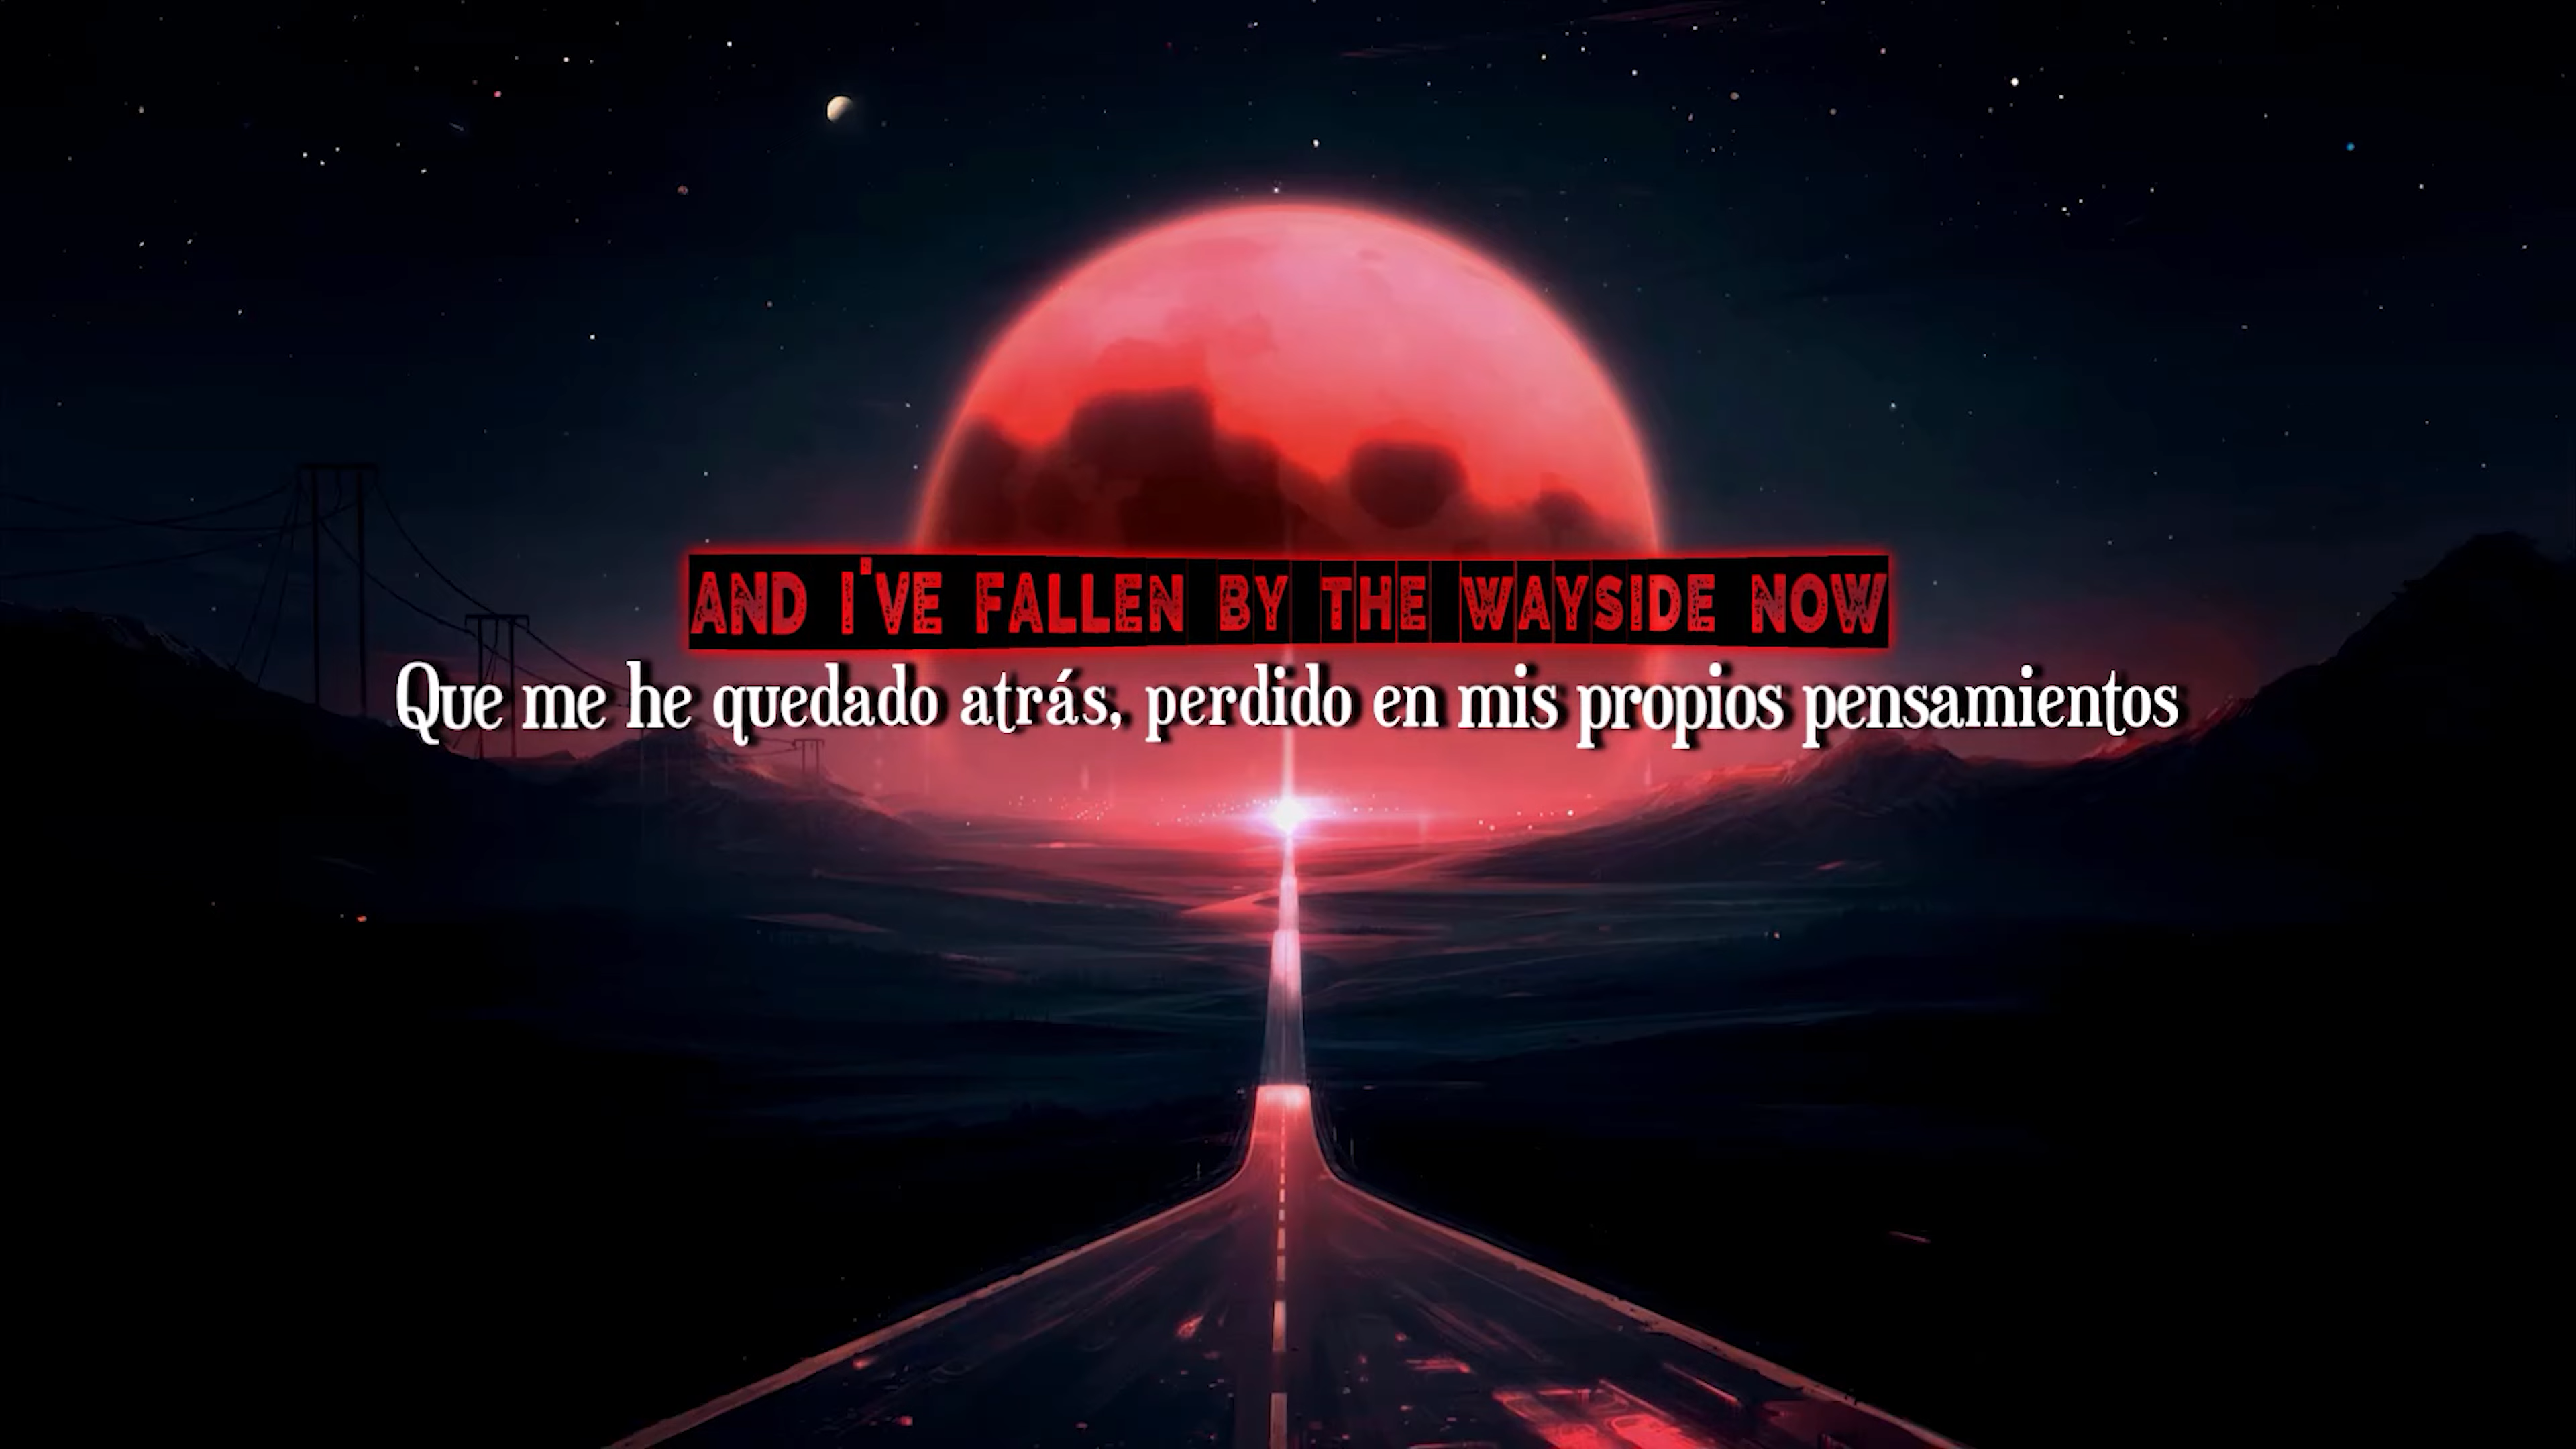 AND I'VE FALLEN BY THE WAYSIDE NOW
Que me he quedado atrás, perdido en mis propios pensamientos